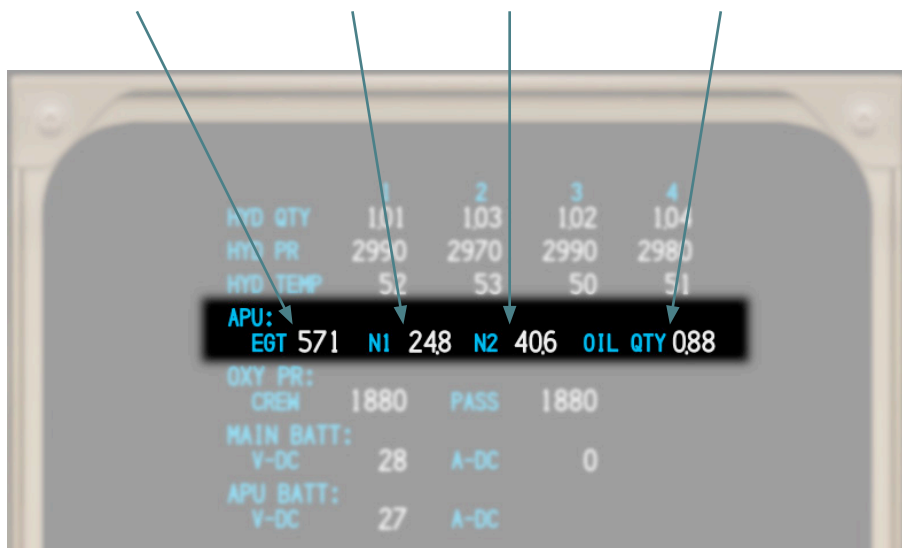 1 2 3 4
HYD QTY 1.01 1.03 1.02 1.04
HYD PR 2990 2970 2990 2980
HYD TEMP 52 53 50 51
APU:
EGT 571 N1 24.8 N2 40.6 OIL QTY 0.88
OXY PR:
CREW 1880 PASS 1880
MAIN BATT:
V-DC 28 A-DC 0
APU BATT:
V-DC 27 A-DC